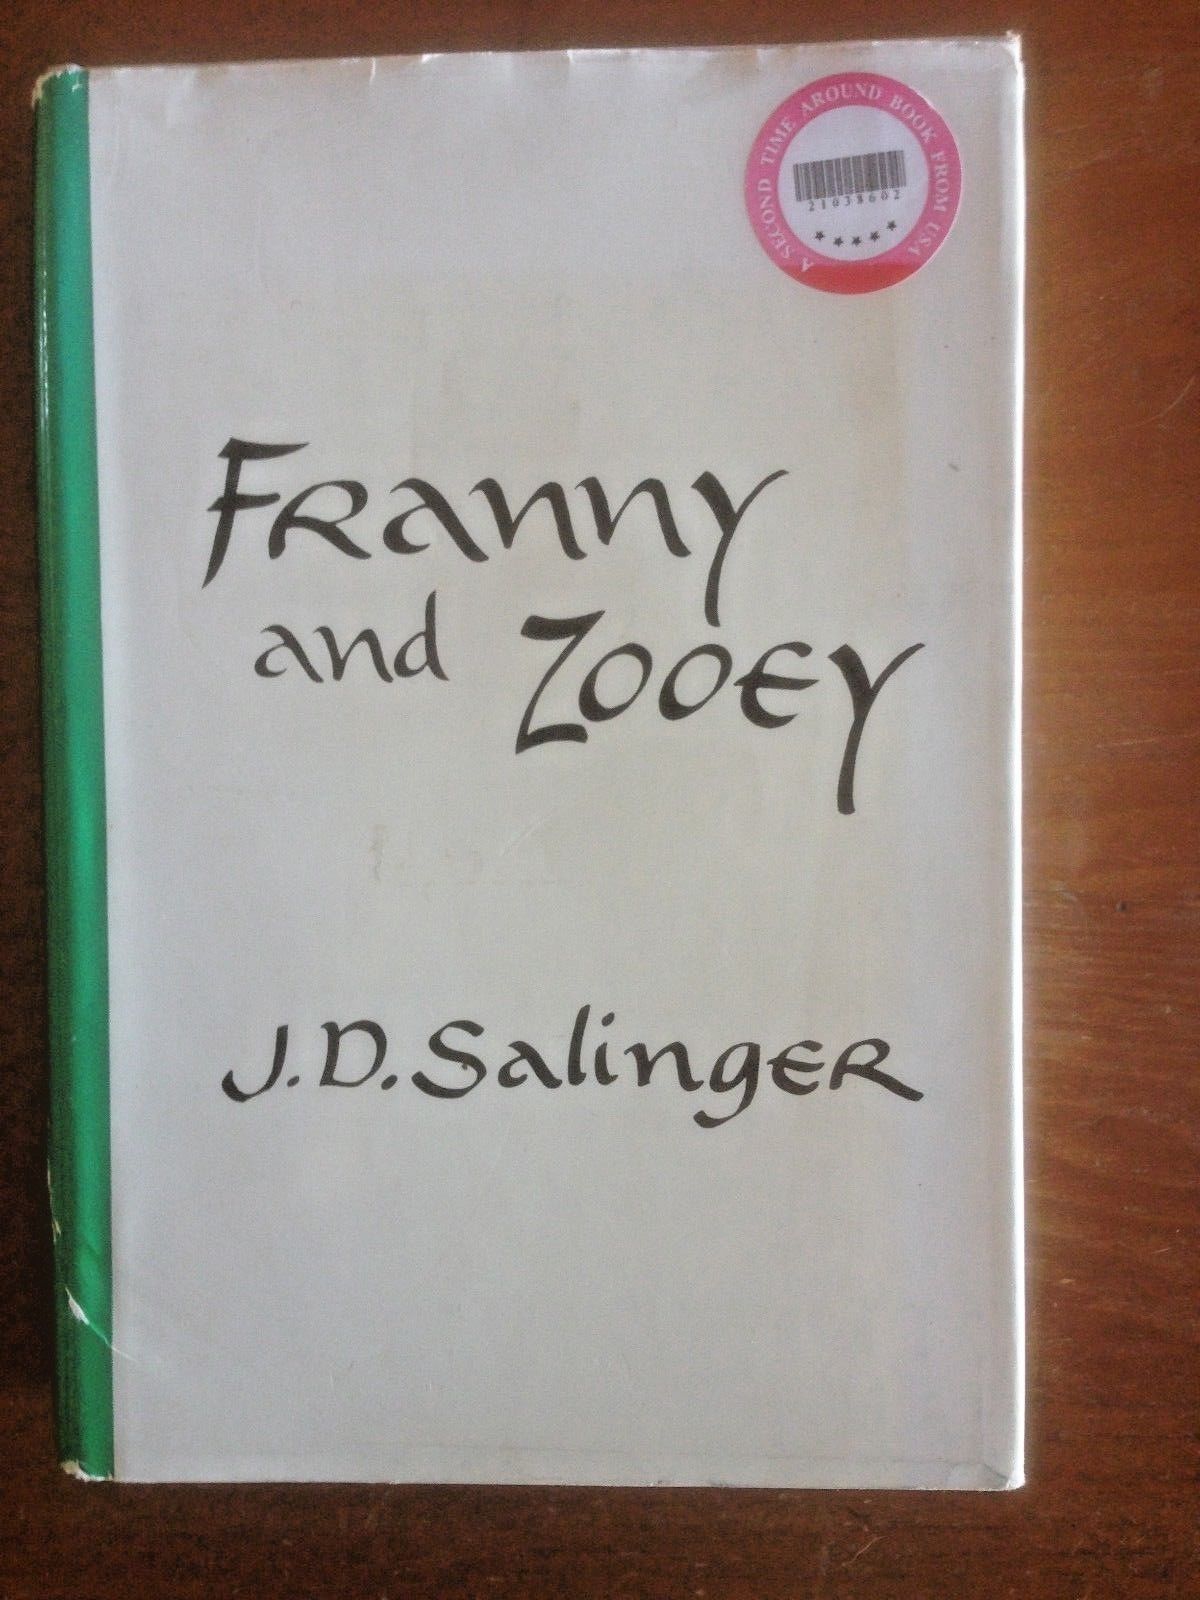 A SECOND TIME AROUND BOOK FROM USA
21038602
Franny
and Zooey
J.D. Salinger